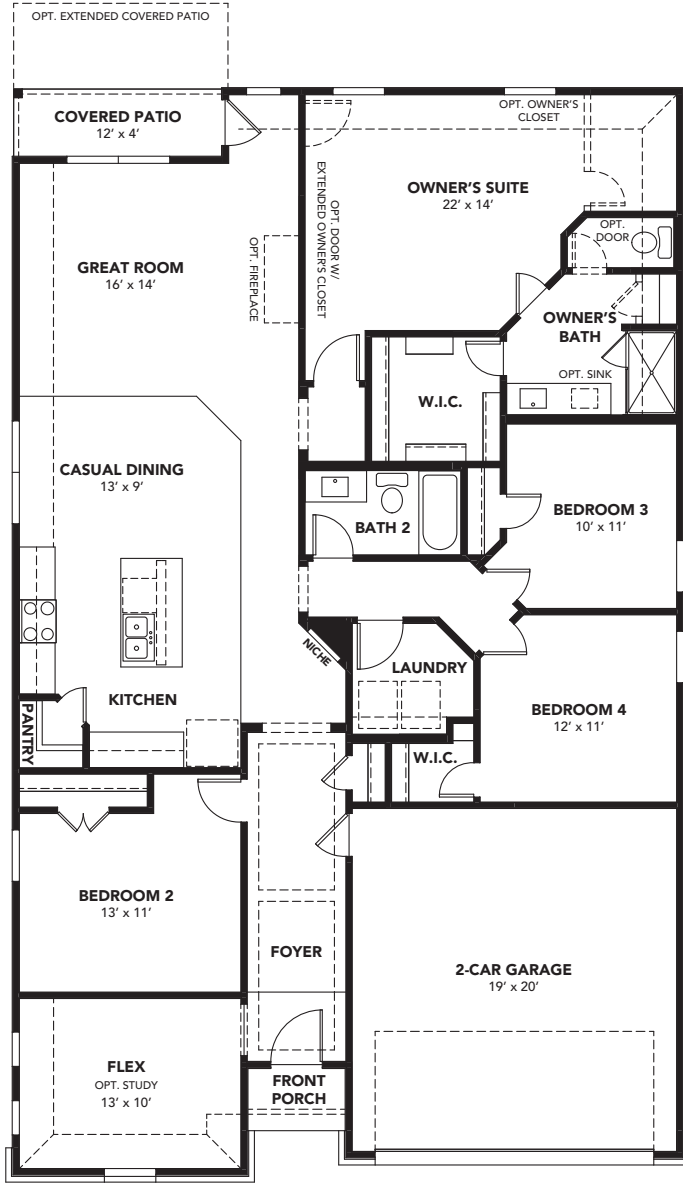 OPT. EXTENDED COVERED PATIO
COVERED PATIO
12' x 4'
OPT. OWNER'S
CLOSET
OWNER'S SUITE
22' x 14'
OPT. DOOR W/
EXTENDED OWNER'S CLOSET
OPT.
DOOR
GREAT ROOM
16' x 14'
OPT. FIREPLACE
OWNER'S
BATH
OPT. SINK
W.I.C.
CASUAL DINING
13' x 9'
BATH 2
BEDROOM 3
10' x 11'
NICHE
LAUNDRY
KITCHEN
PANTRY
BEDROOM 4
12' x 11'
W.I.C.
BEDROOM 2
13' x 11'
FOYER
2-CAR GARAGE
19' x 20'
FLEX
OPT. STUDY
13' x 10'
FRONT
PORCH